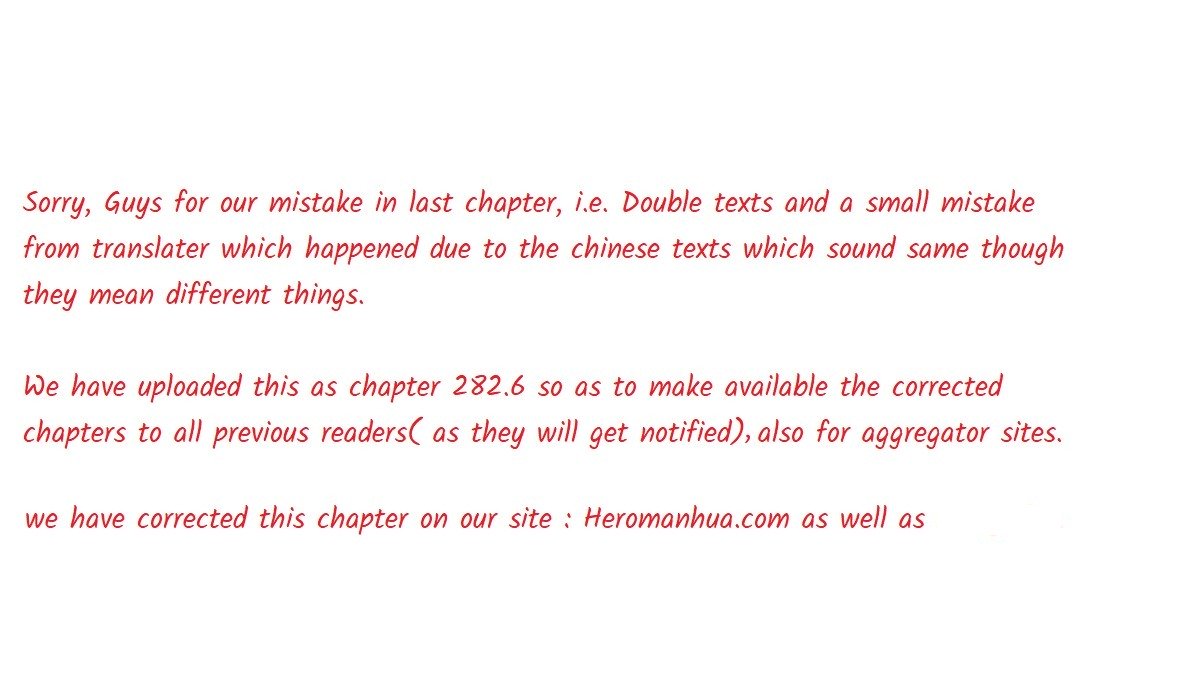 Sorry, Guys for our mistake in last chapter, i.e. Double texts and a small mistake
from translater which happened due to the chinese texts which sound same though
they mean different things.
We have uploaded this as chapter 282.6 so as to make available the corrected
chapters to all previous readers( as they will get notified), also for aggregator sites.
we have corrected this chapter on our site : Heromanhua.com as well as